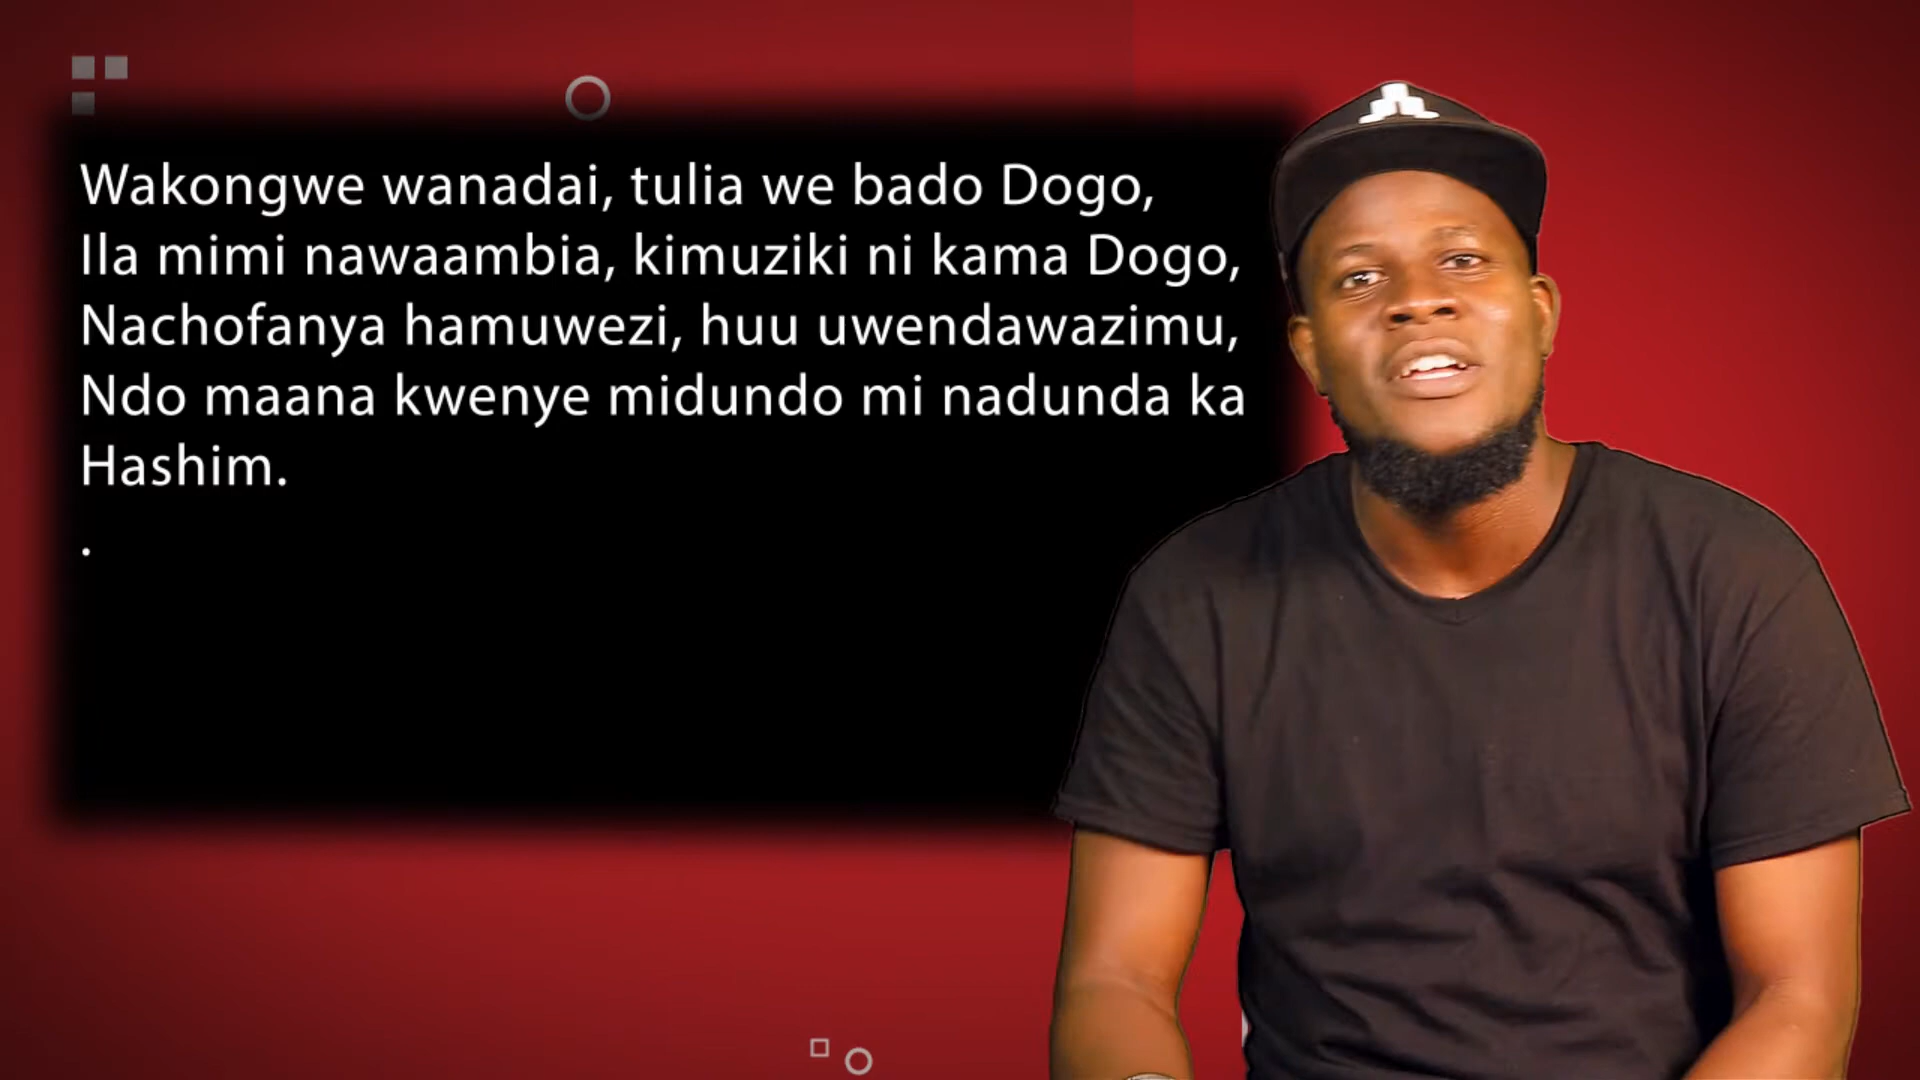 Wakongwe wanadai, tulia we bado Dogo,
Ila mimi nawaambia, kimuziki ni kama Dogo,
Nachofanya hamuwezi, huu uwendawazimu,
Ndo maana kwenye midundo mi nadunda ka
Hashim.
.